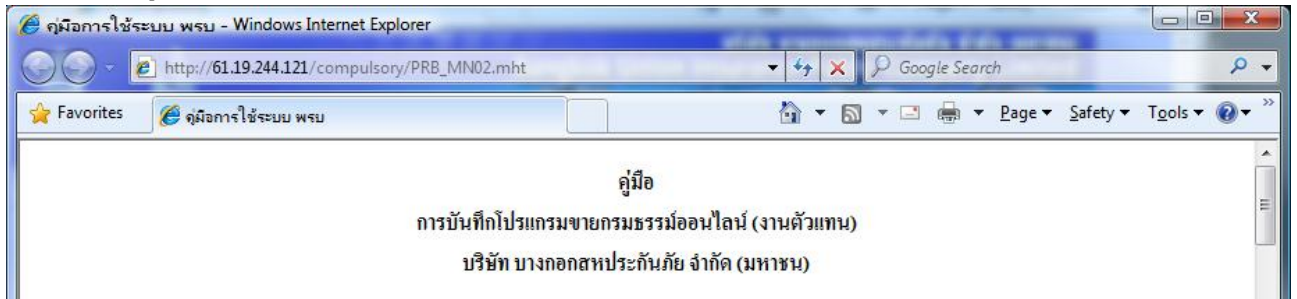 คู่มือการใช้ระบบ พรบ - Windows Internet Explorer
http://61.19.244.121/compulsory/PRB_MN02.mht
Google Search
Favorites
คู่มือการใช้ระบบ พรบ
Page
Safety
Tools
คู่มือ
การบันทึกโปรแกรมขายกรมธรรม์ออนไลน์ (งานตัวแทน)
บริษัท บางกอกสหประกันภัย จำกัด (มหาชน)